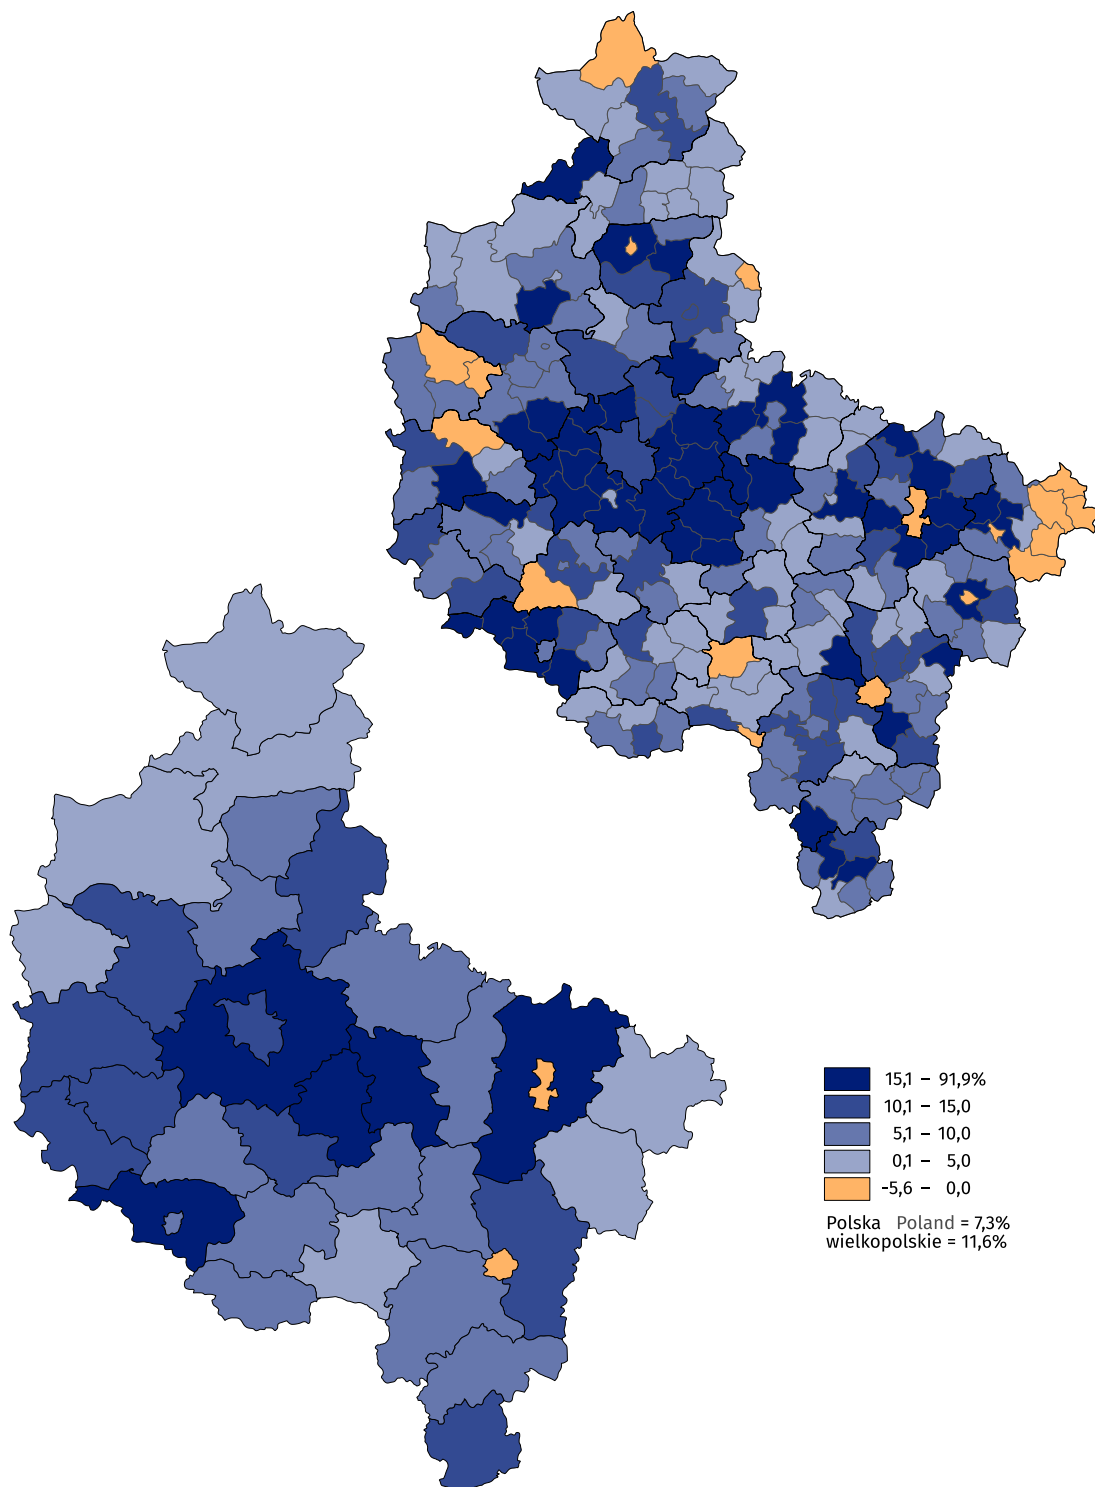 15,1 – 91,9%
10,1 – 15,0
5,1 – 10,0
0,1 – 5,0
-5,6 – 0,0
Polska Poland = 7,3%
wielkopolskie = 11,6%